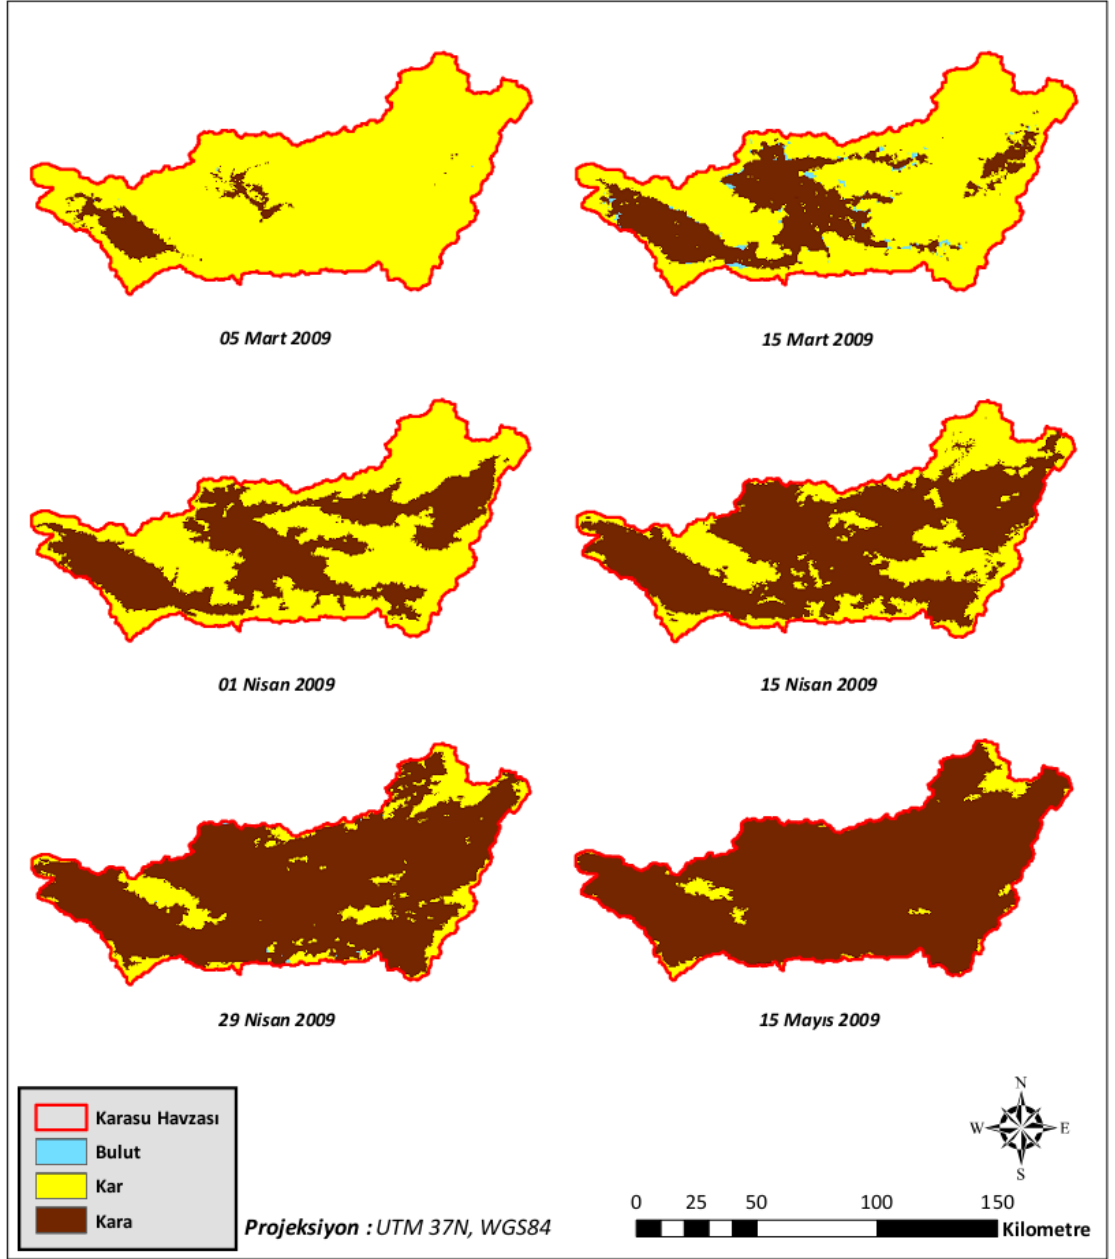 05 Mart 2009
15 Mart 2009
01 Nisan 2009
15 Nisan 2009
29 Nisan 2009
15 Mayıs 2009
Karasu Havzası
Bulut
Kar
Kara
Projeksiyon : UTM 37N, WGS84
N
W E
S
0 25 50 100 150
Kilometre